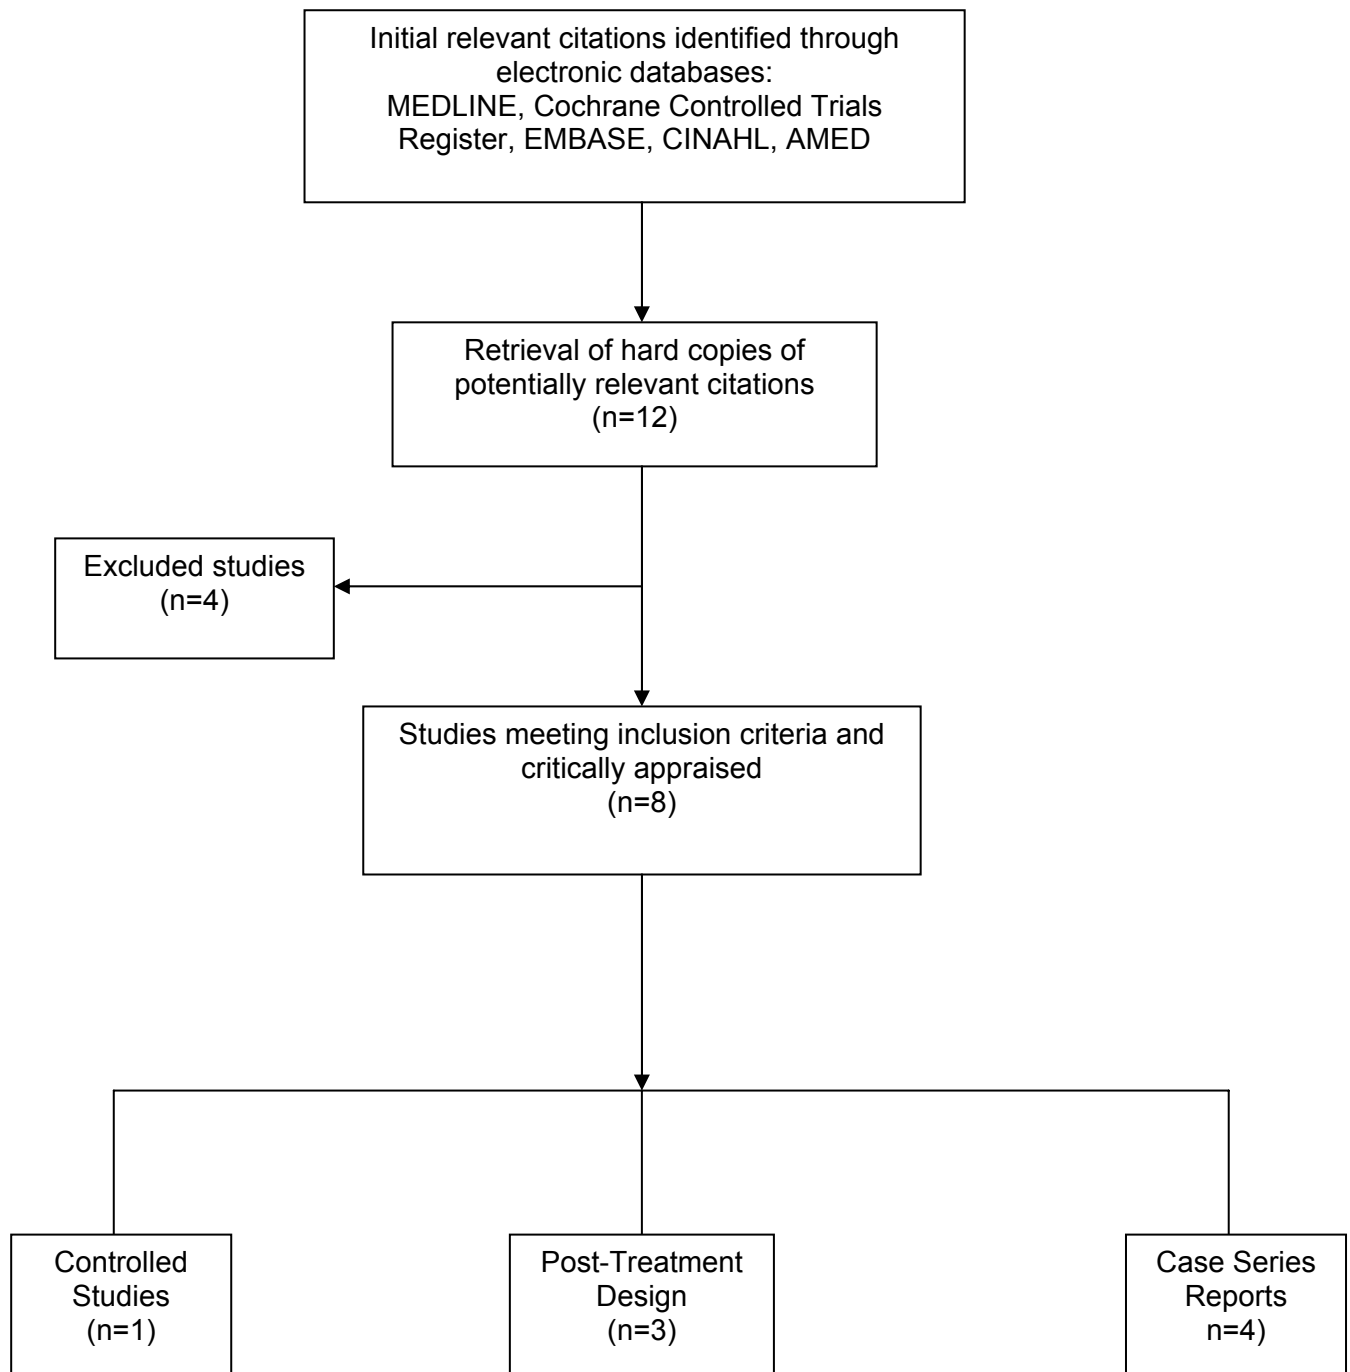 Initial relevant citations identified through
electronic databases:
MEDLINE, Cochrane Controlled Trials
Register, EMBASE, CINAHL, AMED
Retrieval of hard copies of
potentially relevant citations
(n=12)
Excluded studies
(n=4)
Studies meeting inclusion criteria and
critically appraised
(n=8)
Controlled
Studies
(n=1)
Post-Treatment
Design
(n=3)
Case Series
Reports
n=4)